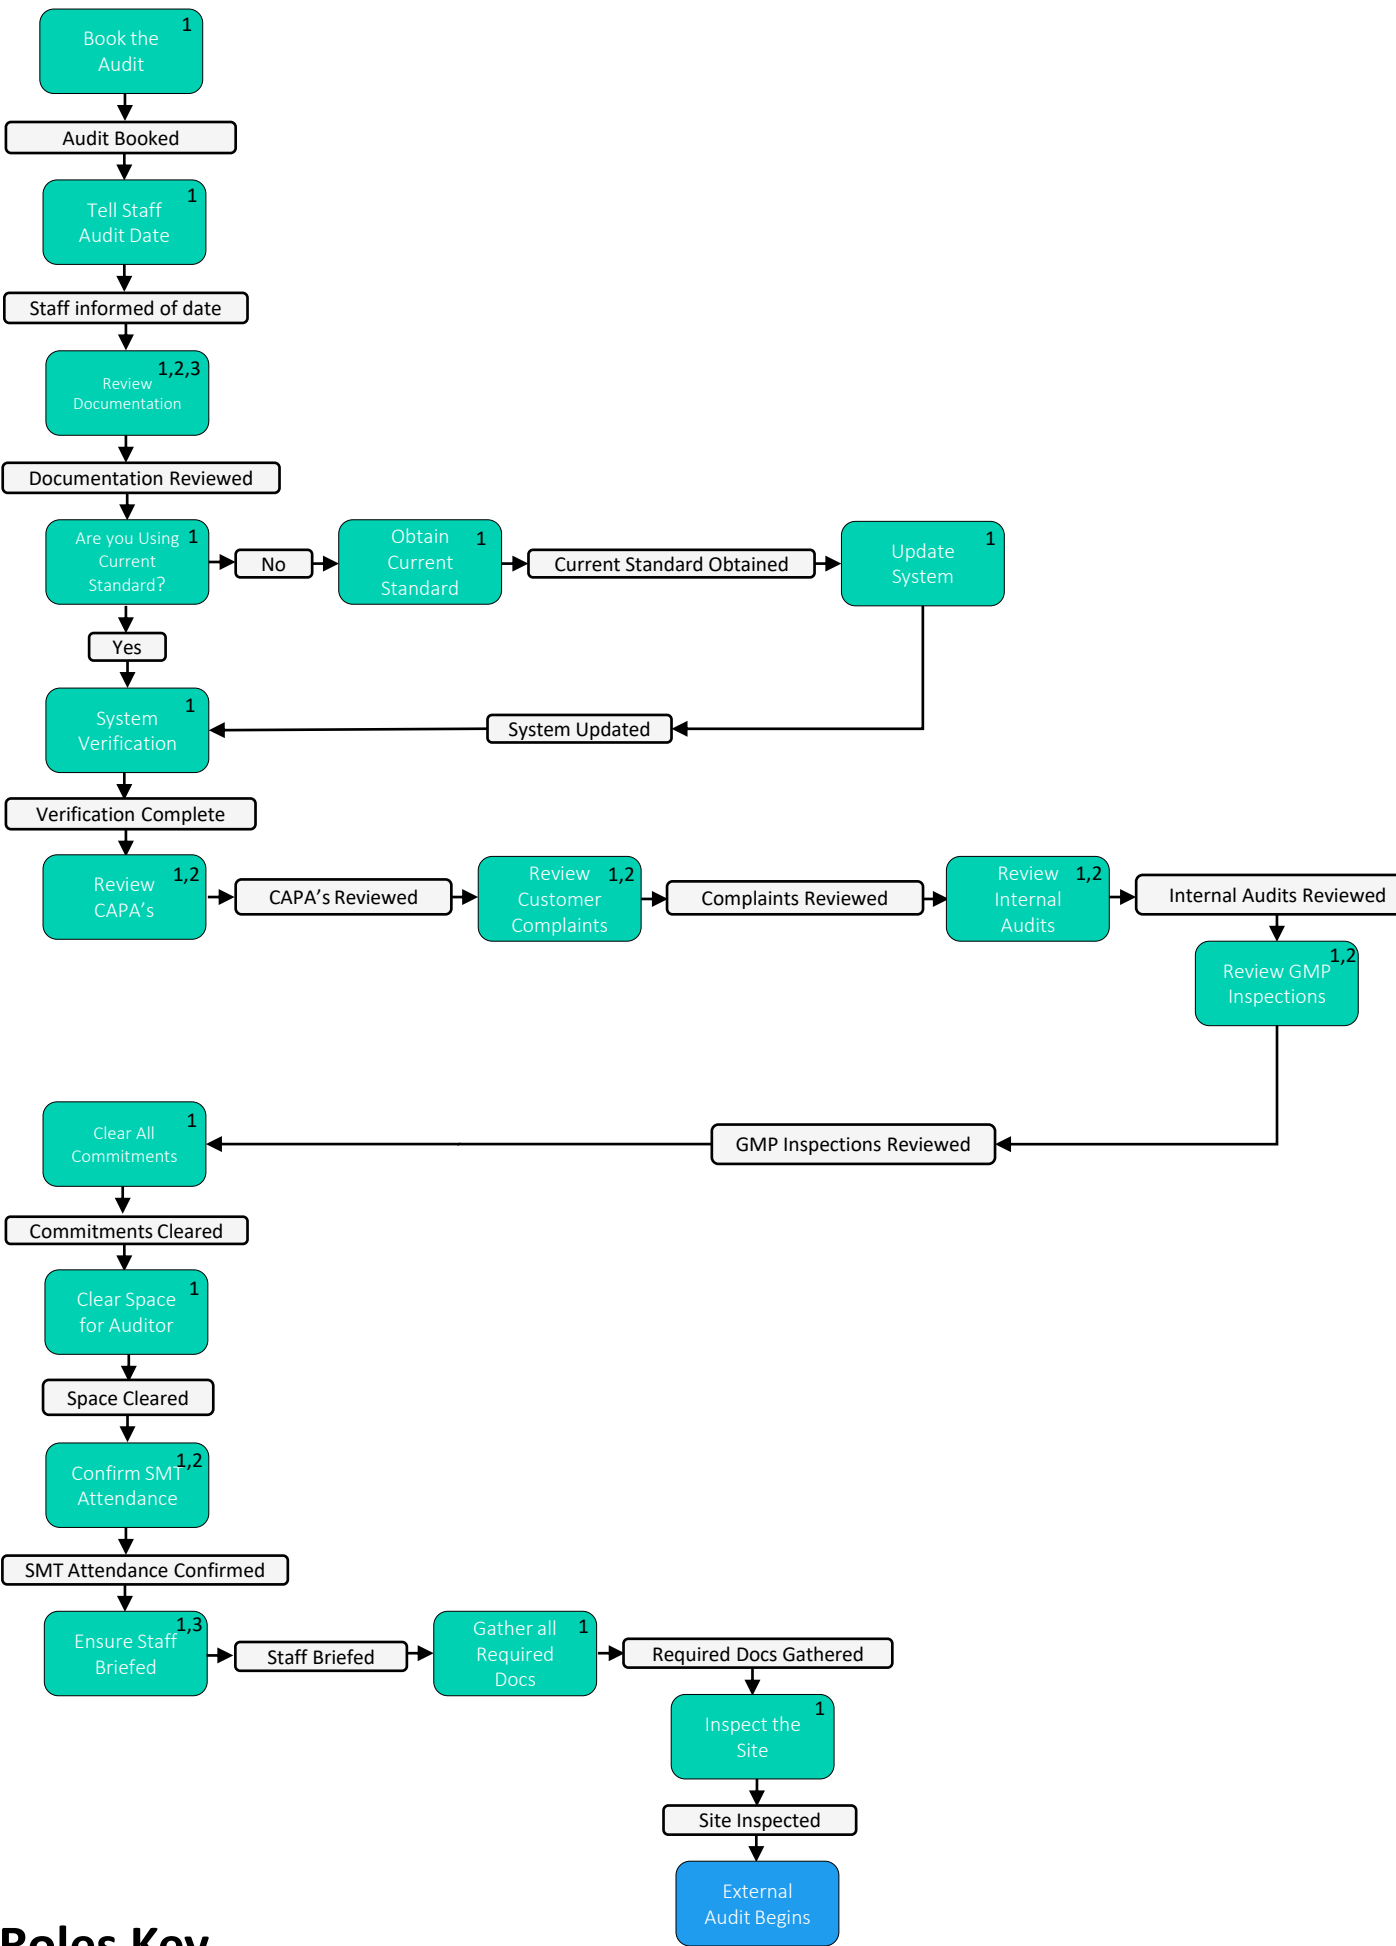 1
Book the
Audit
Audit Booked
1
Tell Staff
Audit Date
Staff informed of date
1,2,3
Review
Documentation
Documentation Reviewed
Are you Using 1
Current
Standard?
No
Obtain 1
Current
Standard
Current Standard Obtained
1
Update
System
Yes
1
System
Verification
System Updated
Verification Complete
1,2
Review
CAPA's
CAPA's Reviewed
Review 1,2
Customer
Complaints
Complaints Reviewed
Review 1,2
Internal
Audits
Internal Audits Reviewed
1,2
Review GMP
Inspections
1
Clear All
Commitments
GMP Inspections Reviewed
Commitments Cleared
1
Clear Space
for Auditor
Space Cleared
1,2
Confirm SMT
Attendance
SMT Attendance Confirmed
1,3
Ensure Staff
Briefed
Staff Briefed
Gather all 1
Required
Docs
Required Docs Gathered
1
Inspect the
Site
Site Inspected
External
Audit Begins
Roles Key